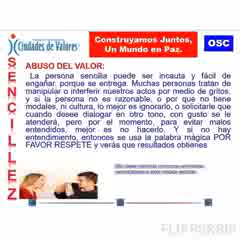 Ciudades de Valores
Construyamos Juntos,
Un Mundo en Paz.
OSC
SENCILLEZ
ABUSO DEL VALOR:
La persona sencilla puede ser incauta y fácil de
engañar, porque se entrega. Muchas personas tratan de
manipular o interferir nuestros actos por medio de gritos,
y si la persona no es razonable, o por que no tiene
modales, ni cultura, lo mejor es ignorarlo, o solicitarle que
cuando desee dialogar en otro tono, con gusto se le
atenderá, pero por el momento, para evitar malos
entendidos, mejor es no hacerlo. Y si no hay
entendimiento, entonces se usa la palabra mágica POR
FAVOR RESPETE y verás que resultados obtienes